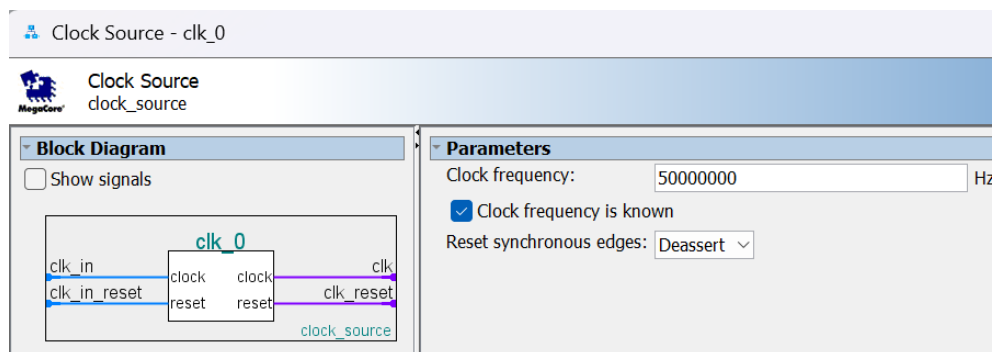 Clock Source - clk_0
Clock Source
MegaCore'
clock_source
Block Diagram
Show signals
clk_0
clk_in
clock clock
clk
clk_in_reset
reset reset
clk_reset
clock_source
Parameters
Clock frequency: 50000000 Hz
Clock frequency is known
Reset synchronous edges: Deassert